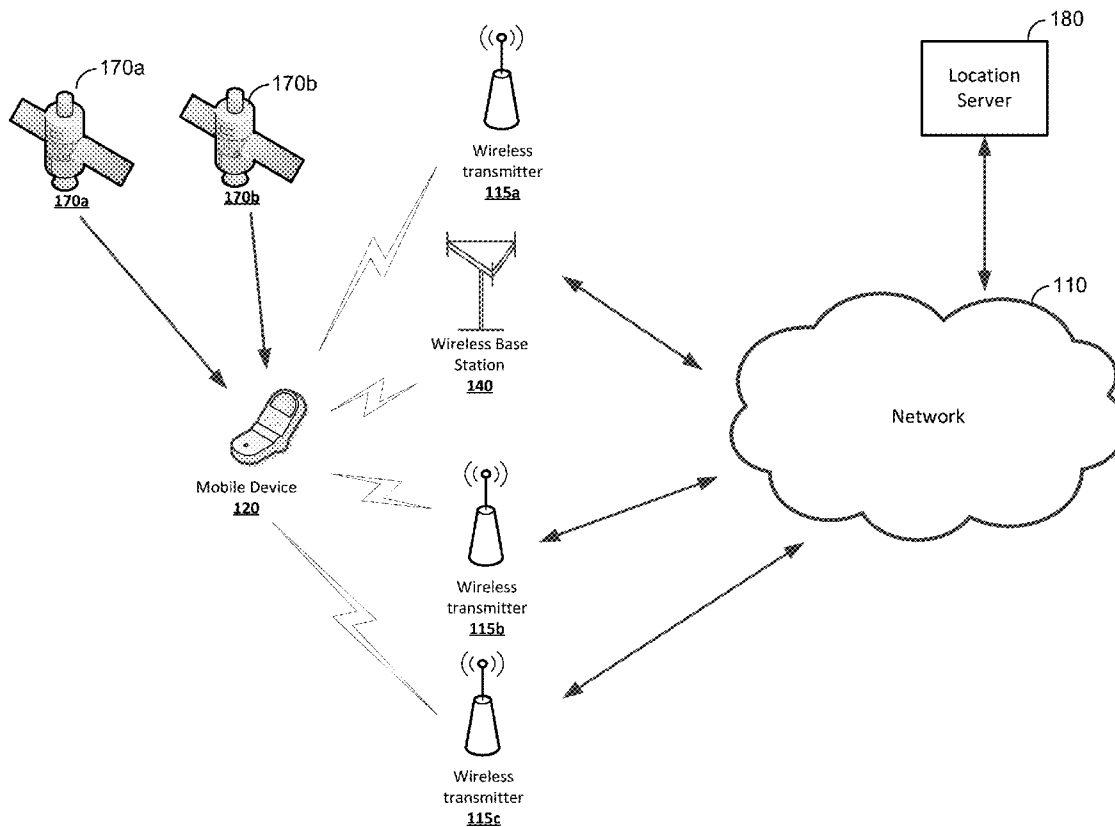 170a
170b
180
Location
Server
170a
170b
Wireless
transmitter
115a
110
Wireless Base
Station
140
Network
Mobile Device
120
Wireless
transmitter
115b
Wireless
transmitter
115c